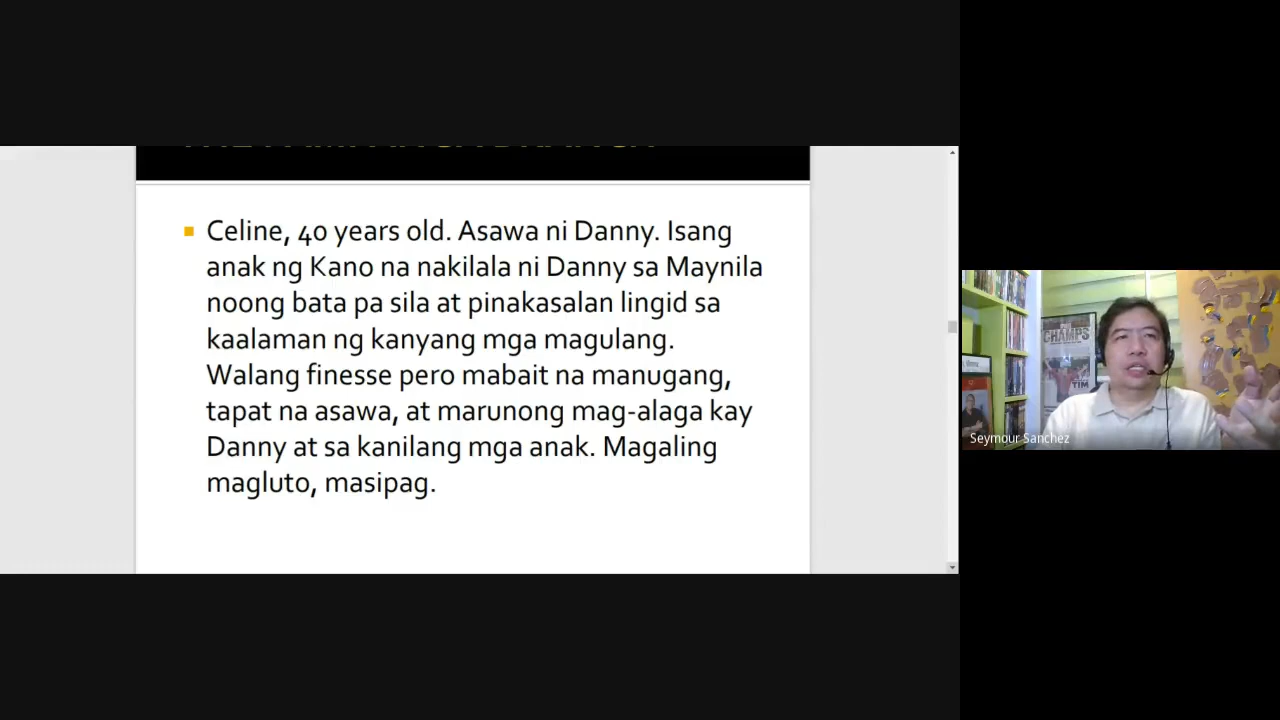 Celine, 40 years old. Asawa ni Danny. Isang
anak ng Kano na nakilala ni Danny sa Maynila
noong bata pa sila at pinakasalan lingid sa
kaalaman ng kanyang mga magulang.
Walang finesse pero mabait na manugang,
tapat na asawa, at marunong mag-alaga kay
Danny at sa kanilang mga anak. Magaling
magluto, masipag.
CHAMPS
TIM
Seymour Sanchez